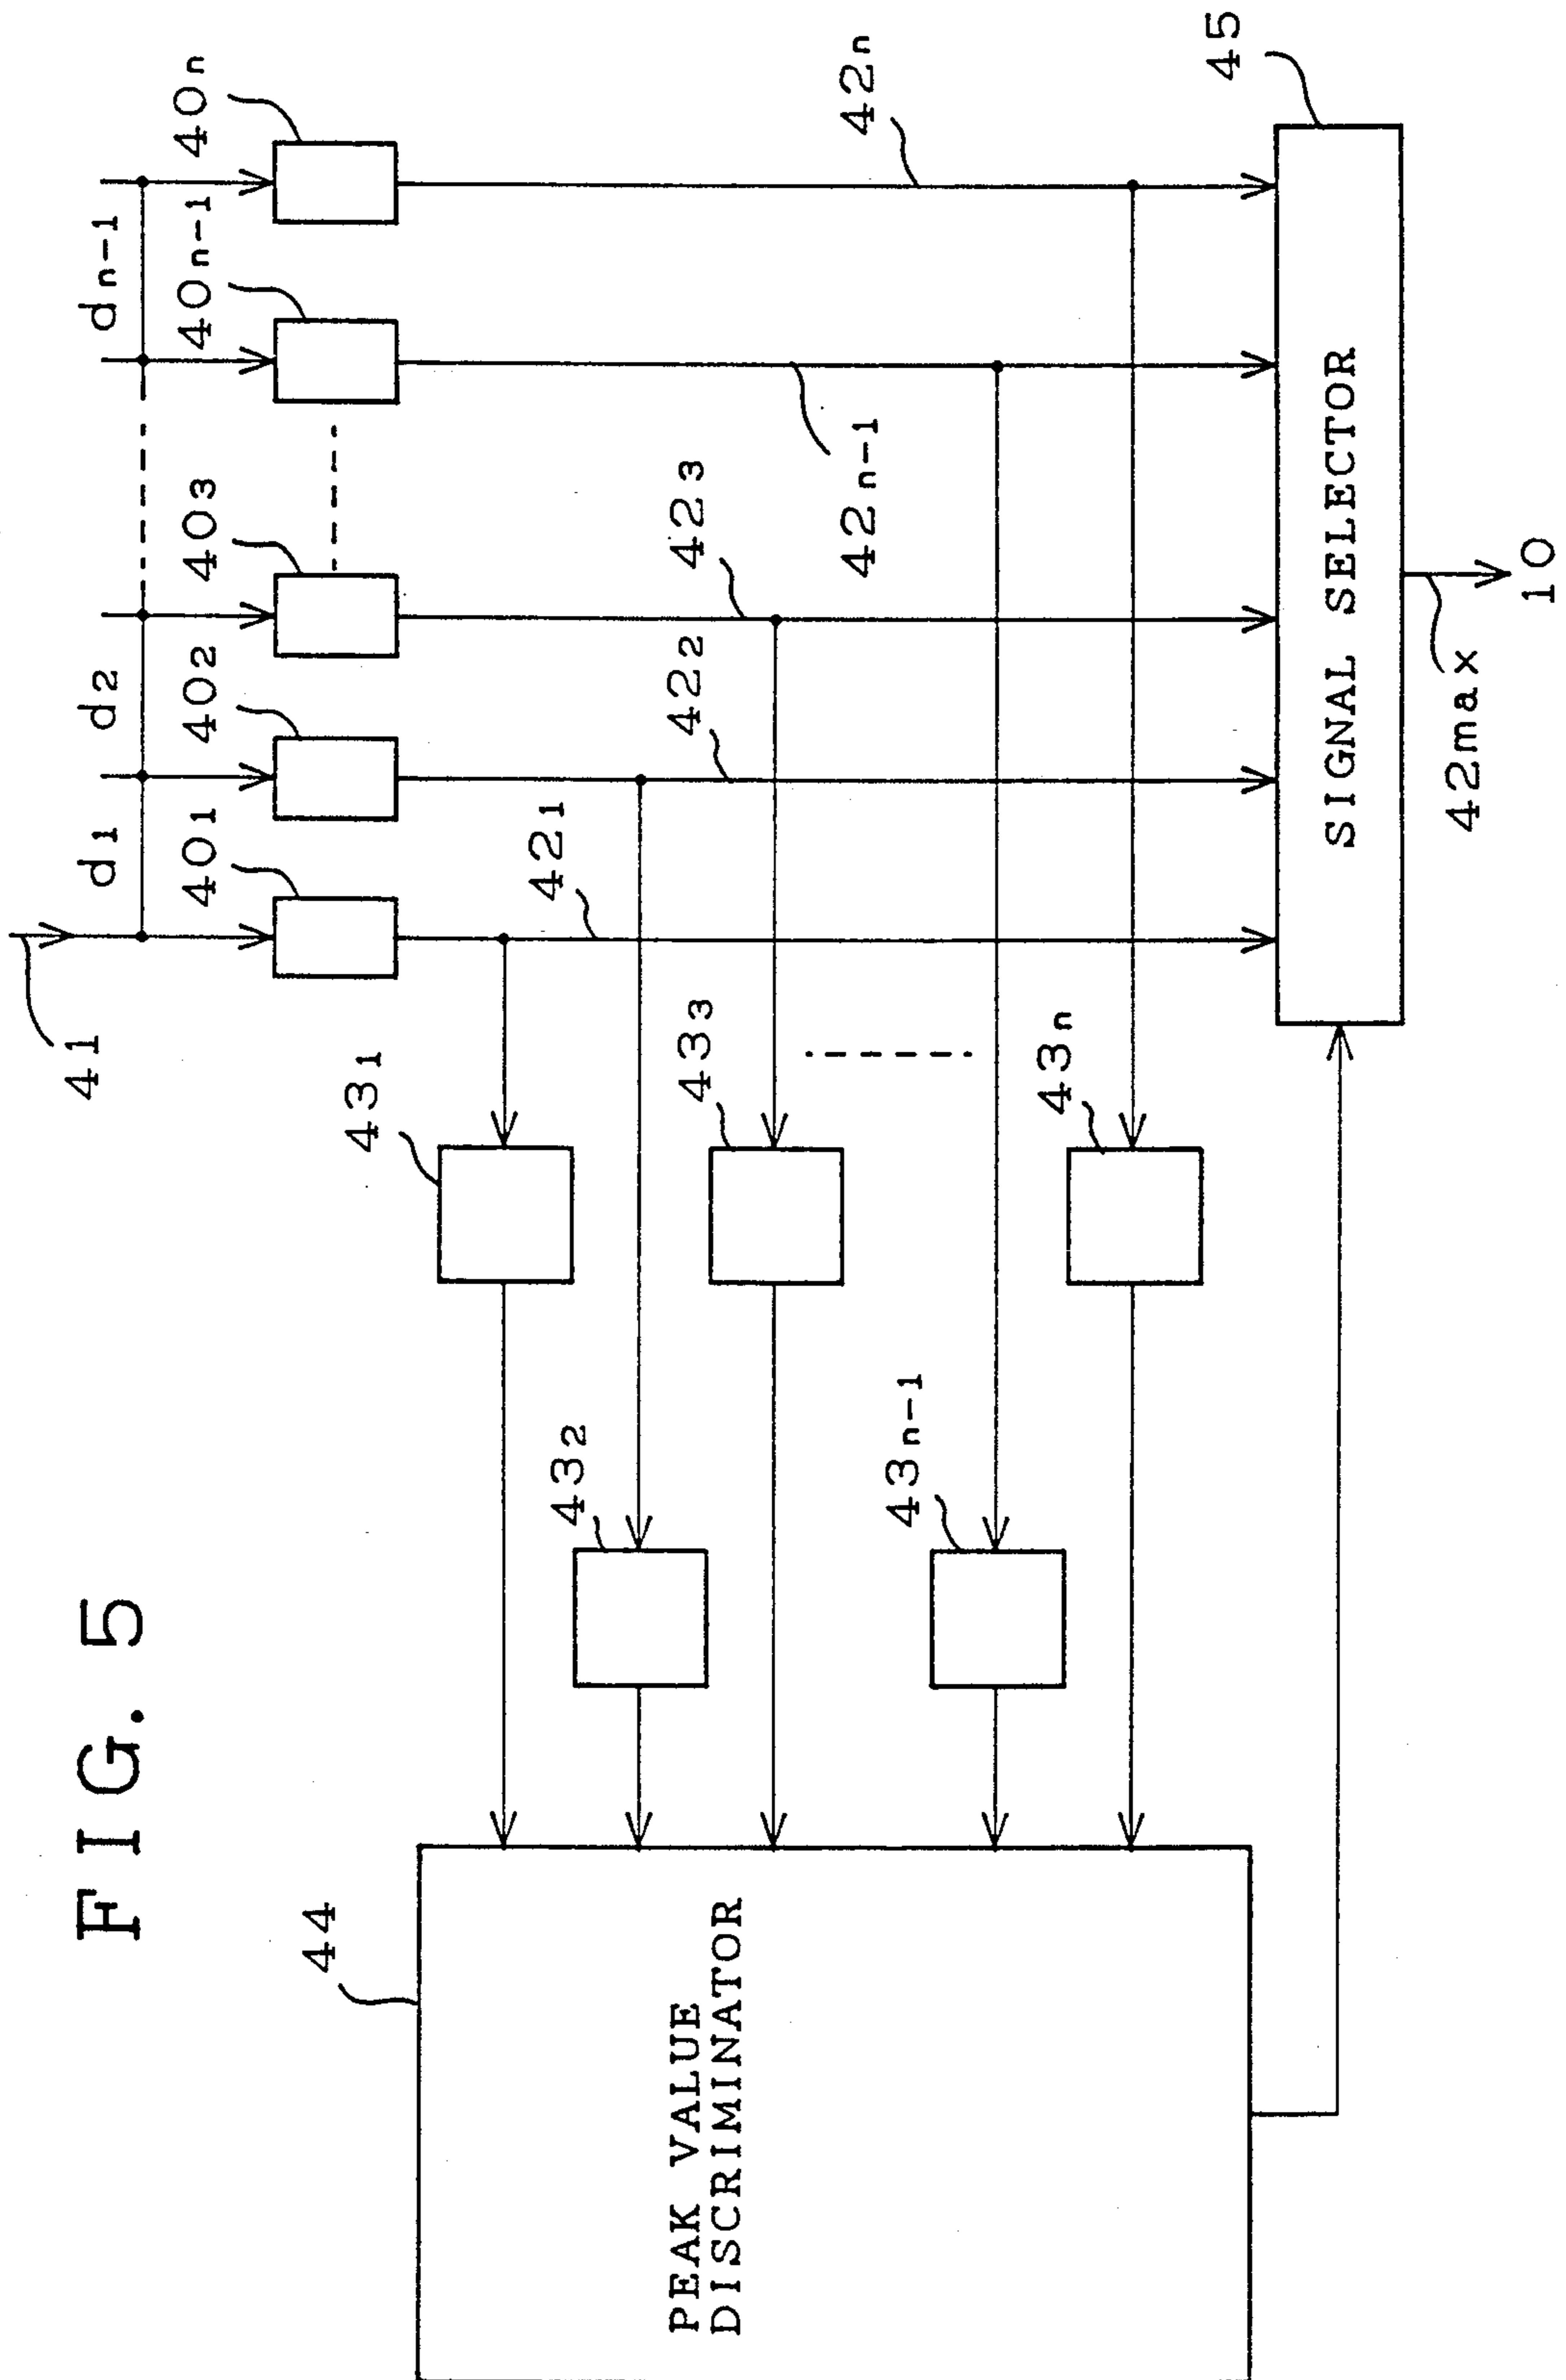 FIG. 5
41
d1
d2
dn-1
401
402
403
40n-1
40n
421
422
423
42n-1
42n
431
432
433
43n-1
43n
44
PEAK VALUE
DISCRIMINATOR
45
SIGNAL SELECTOR
42max
10